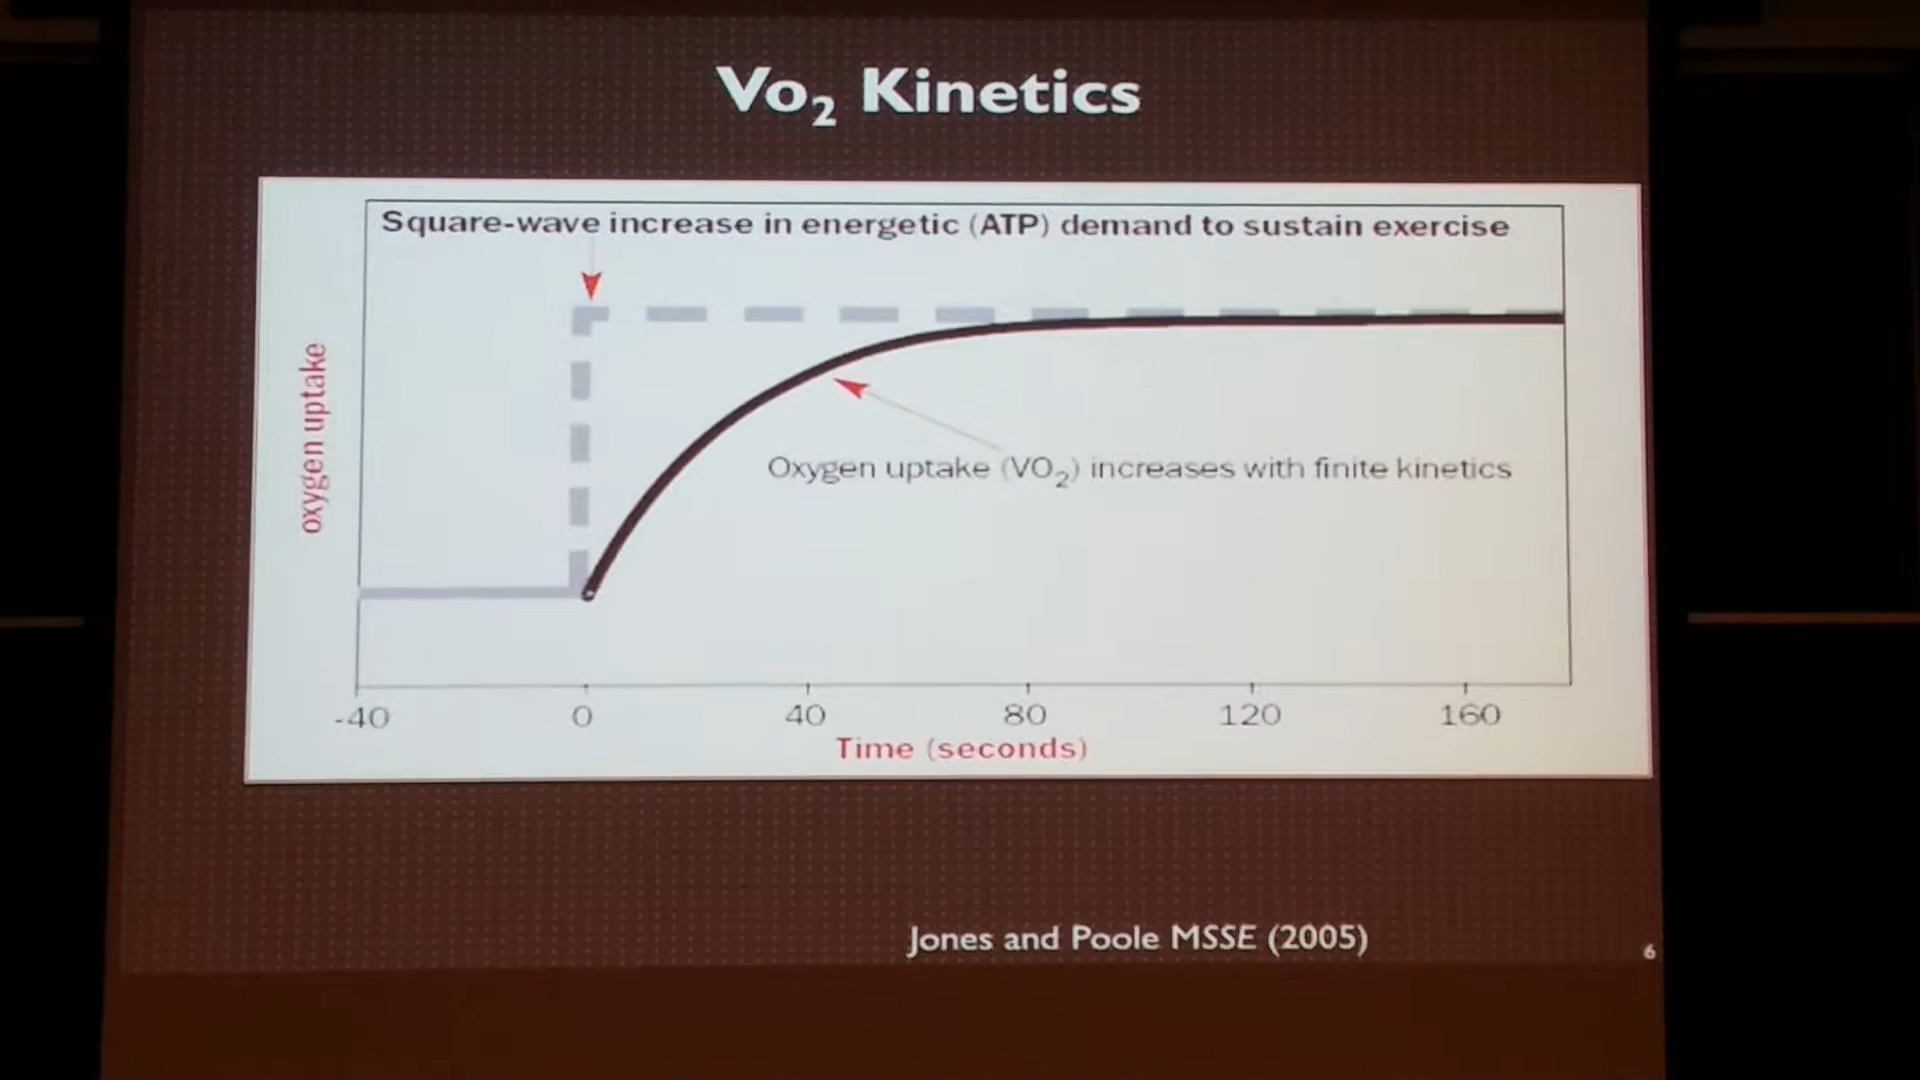 Vo₂ Kinetics
Square-wave increase in energetic (ATP) demand to sustain exercise
oxygen uptake
Oxygen uptake (VO₂) increases with finite kinetics
-40 0 40 80 120 160
Time (seconds)
Jones and Poole MSSE (2005)
6